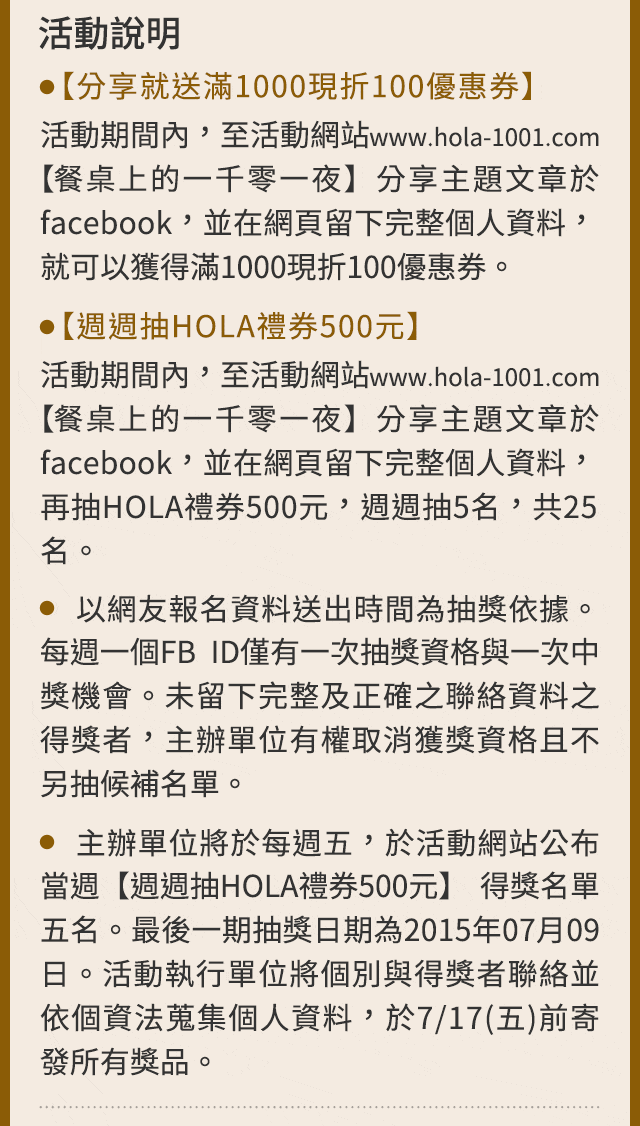 活動說明
●【分享就送滿1000現折100優惠券】
活動期間內，至活動網站www.hola-1001.com
【餐桌上的一千零一夜】分享主題文章於
facebook，並在網頁留下完整個人資料，
就可以獲得滿1000現折100優惠券。
●【週週抽HOLA禮券500元】
活動期間內，至活動網站www.hola-1001.com
【餐桌上的一千零一夜】分享主題文章於
facebook，並在網頁留下完整個人資料，
再抽HOLA禮券500元，週週抽5名，共25
名。
● 以網友報名資料送出時間為抽獎依據。
每週一個FB ID僅有一次抽獎資格與一次中
獎機會。未留下完整及正確之聯絡資料之
得獎者，主辦單位有權取消獲獎資格且不
另抽候補名單。
● 主辦單位將於每週五，於活動網站公布
當週【週週抽HOLA禮券500元】 得獎名單
五名。最後一期抽獎日期為2015年07月09
日。活動執行單位將個別與得獎者聯絡並
依個資法蒐集個人資料，於7/17(五)前寄
發所有獎品。